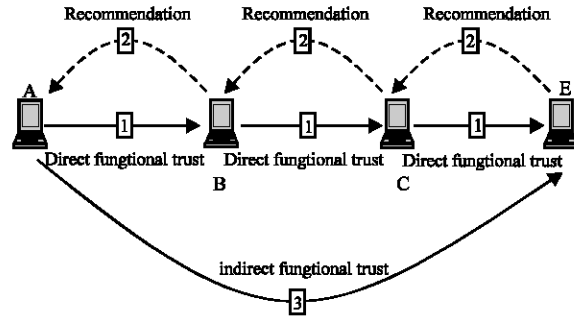 Recommendation Recommendation Recommendation
2 2 2
A E
1 1 1
Direct fungtional trust Direct fungtional trust Direct fungtional trust
B C
indirect fungtional trust
3